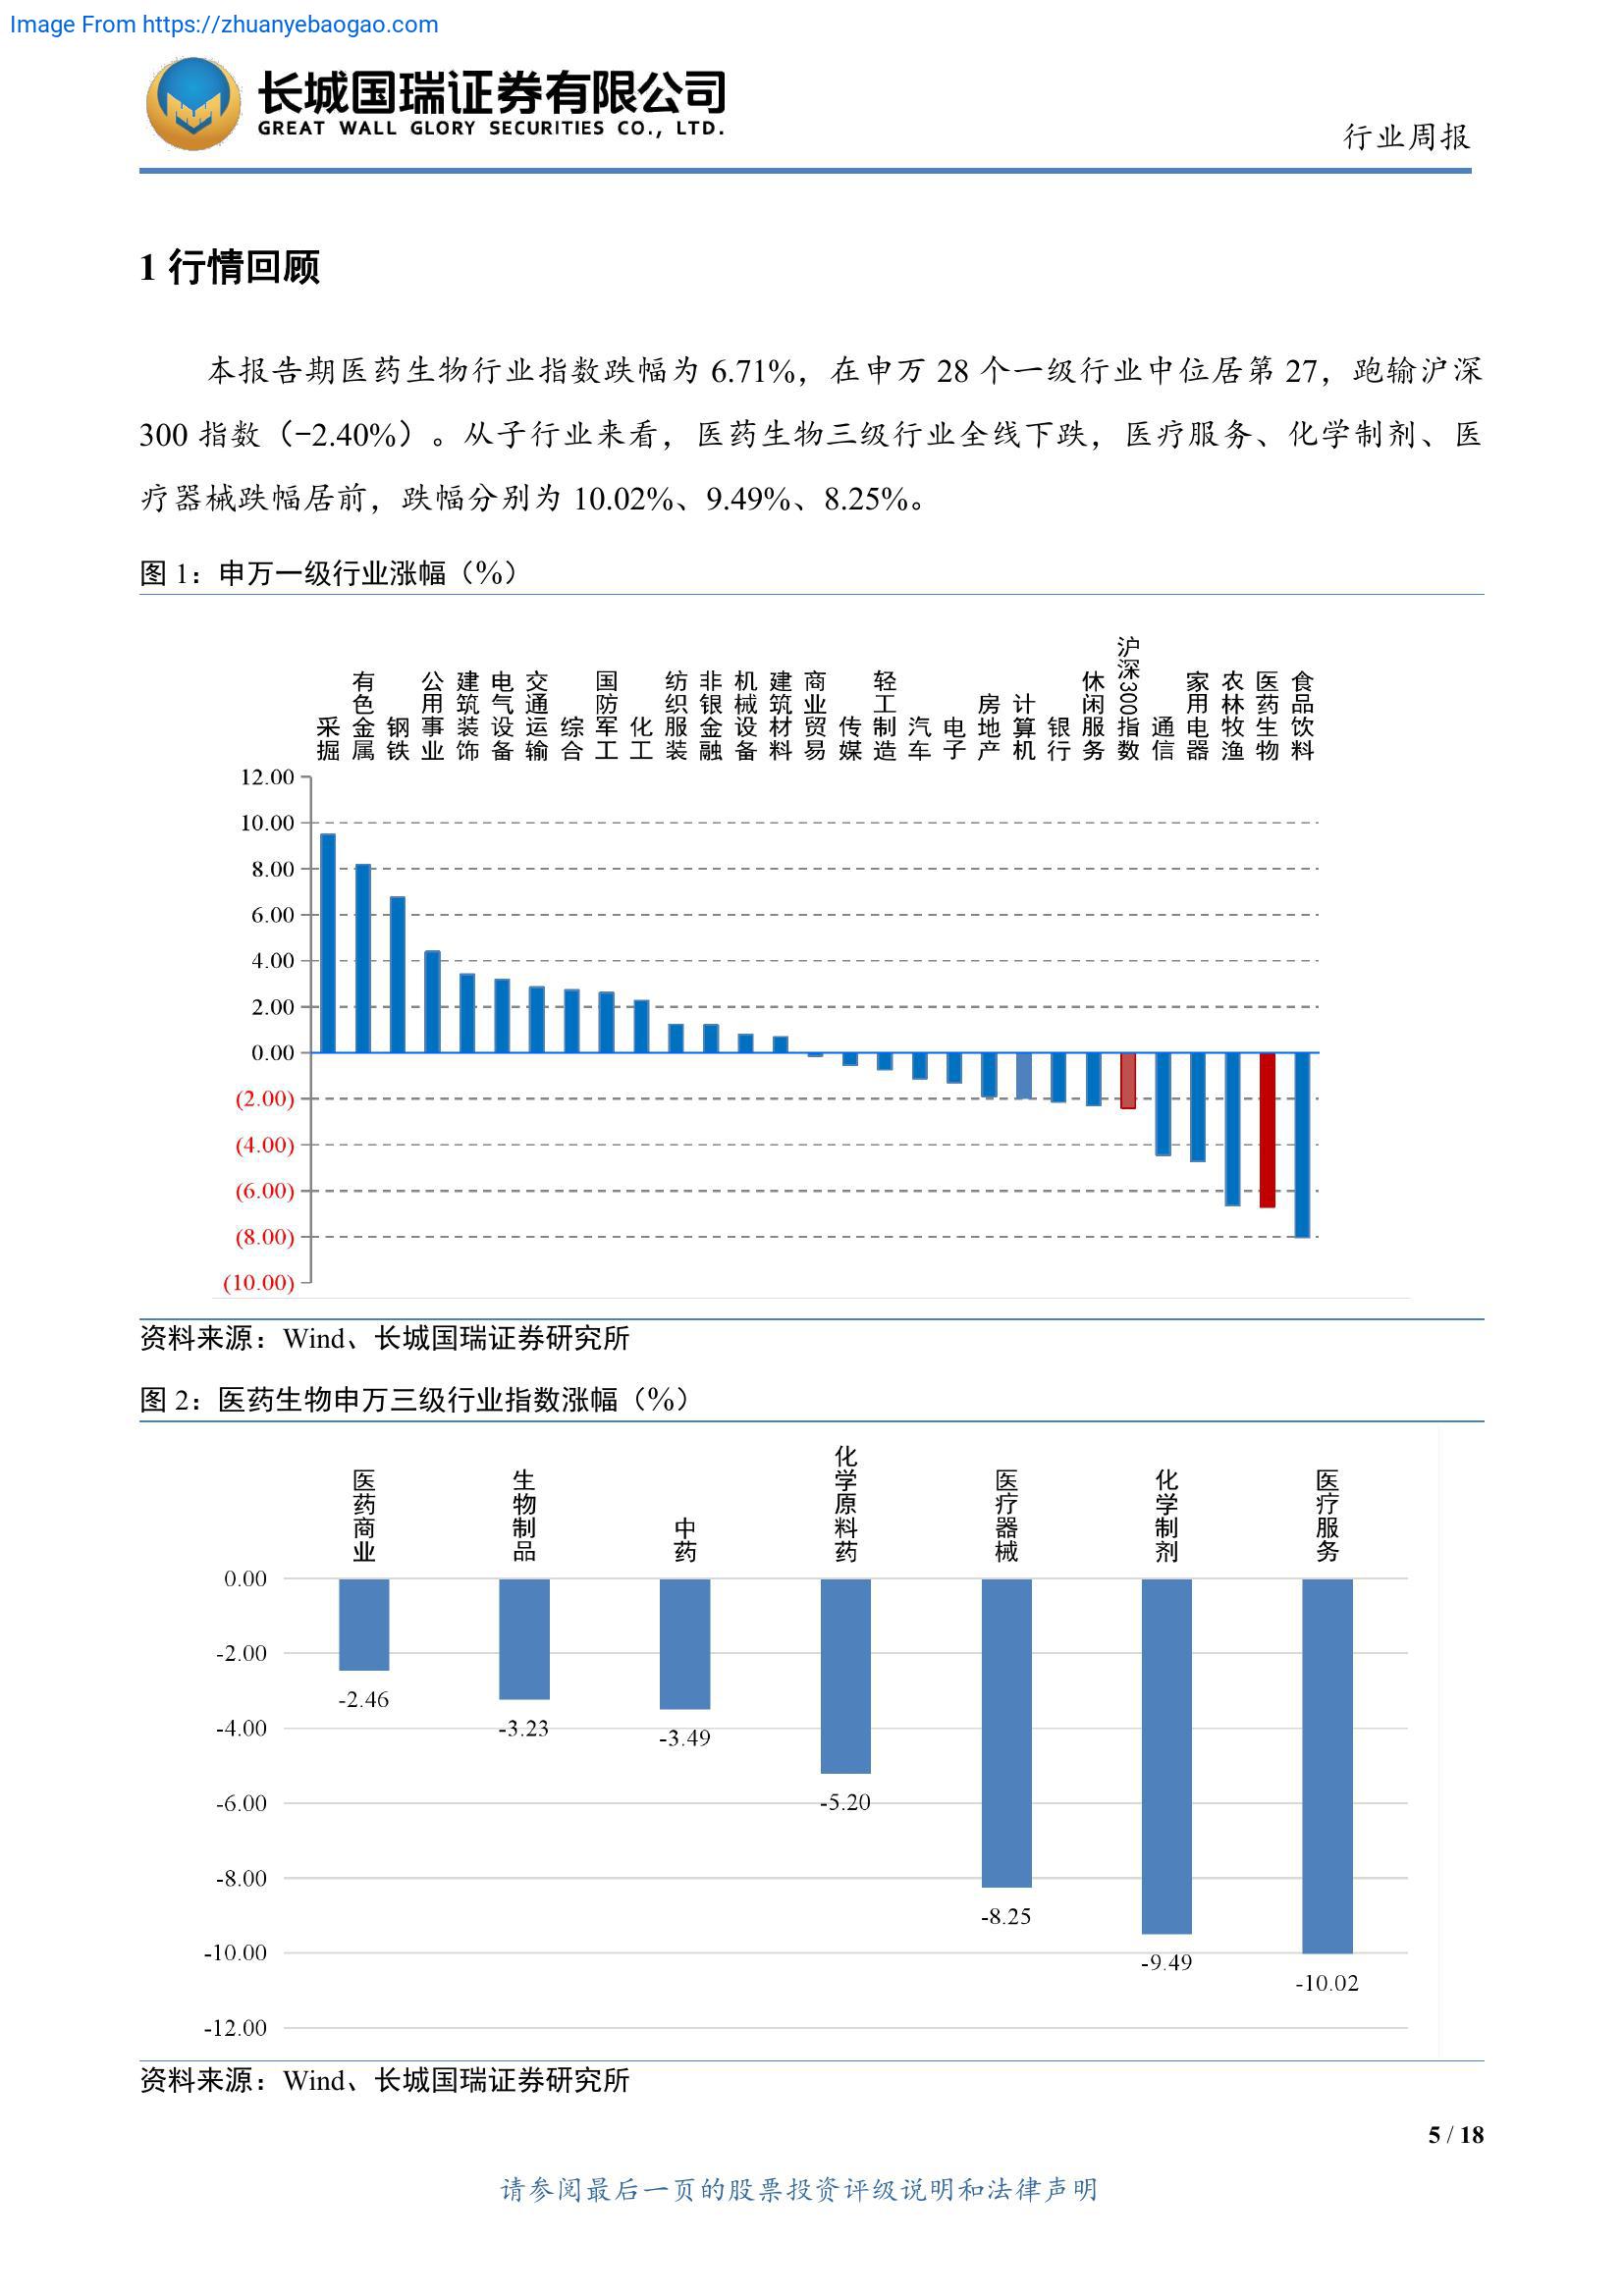 Image From https://zhuanyebaogao.com
长城国瑞证券有限公司
GREAT WALL GLORY SECURITIES CO., LTD.
行业周报
1 行情回顾
本报告期医药生物行业指数跌幅为 6.71%，在申万 28 个一级行业中位居第 27，跑输沪深
300 指数（-2.40%）。从子行业来看，医药生物三级行业全线下跌，医疗服务、化学制剂、医
疗器械跌幅居前，跌幅分别为 10.02%、9.49%、8.25%。
图 1：申万一级行业涨幅（%）
采掘
有色金属
钢铁
公用事业
建筑装饰
电气设备
交通运输
综合
国防军工
化工
纺织服装
非银金融
机械设备
建筑材料
商业贸易
传媒
轻工制造
汽车
电子
房地产
计算机
银行
休闲服务
沪深300指数
通信
家用电器
农林牧渔
医药生物
食品饮料
12.00
10.00
8.00
6.00
4.00
2.00
0.00
(2.00)
(4.00)
(6.00)
(8.00)
(10.00)
资料来源：Wind、长城国瑞证券研究所
图 2：医药生物申万三级行业指数涨幅（%）
医药商业
生物制品
中药
化学原料药
医疗器械
化学制剂
医疗服务
0.00
-2.00
-4.00
-6.00
-8.00
-10.00
-12.00
-2.46
-3.23
-3.49
-5.20
-8.25
-9.49
-10.02
资料来源：Wind、长城国瑞证券研究所
5 / 18
请参阅最后一页的股票投资评级说明和法律声明